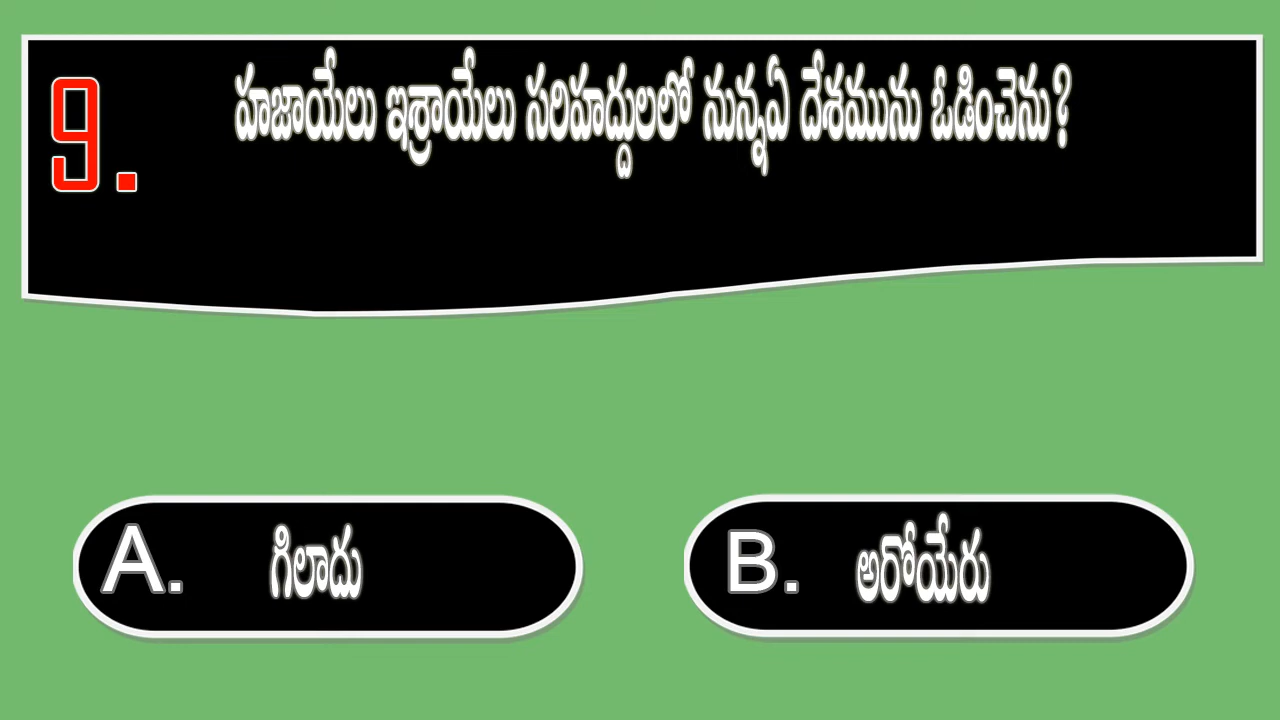 9.
హజాయేలు ఇశ్రాయేలు సరిహద్దులలో నున్నఏ దేశమును ఓడించెను?
A. గిలాదు
B. అరోయేరు